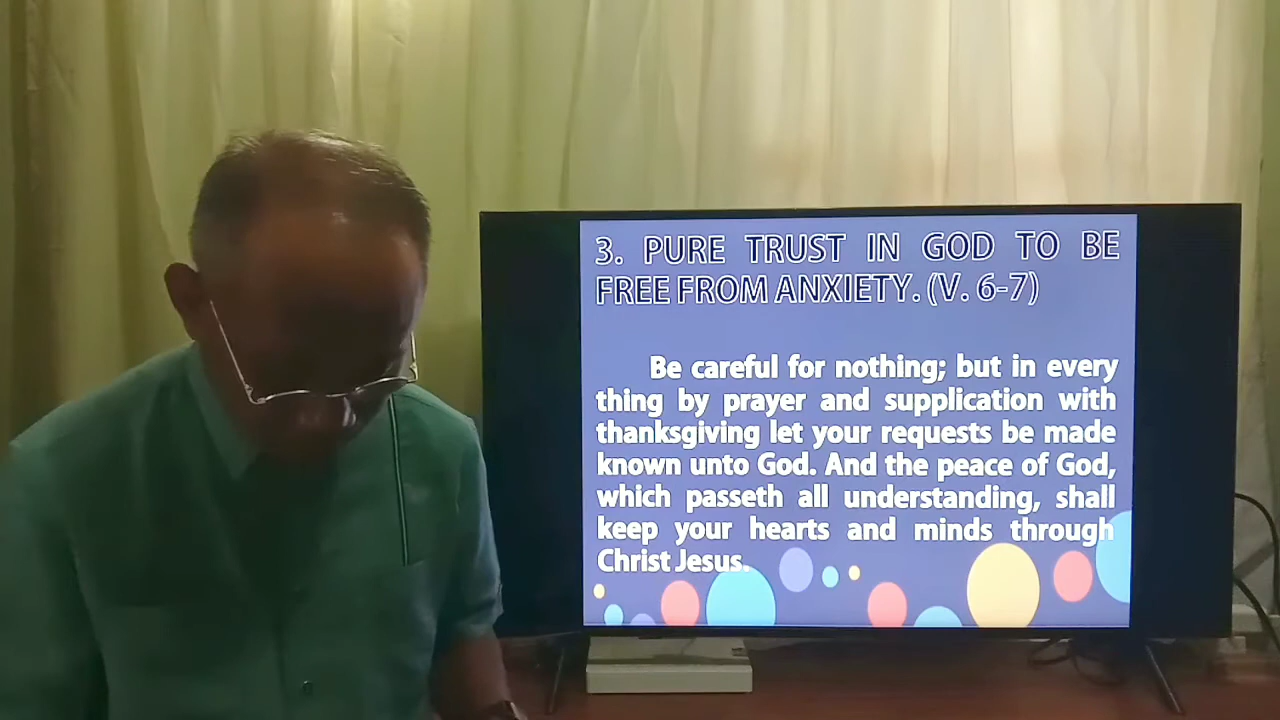 3. PURE TRUST IN GOD TO BE
FREE FROM ANXIETY. (V. 6-7)
Be careful for nothing; but in every
thing by prayer and supplication with
thanksgiving let your requests be made
known unto God. And the peace of God,
which passeth all understanding, shall
keep your hearts and minds through
Christ Jesus.